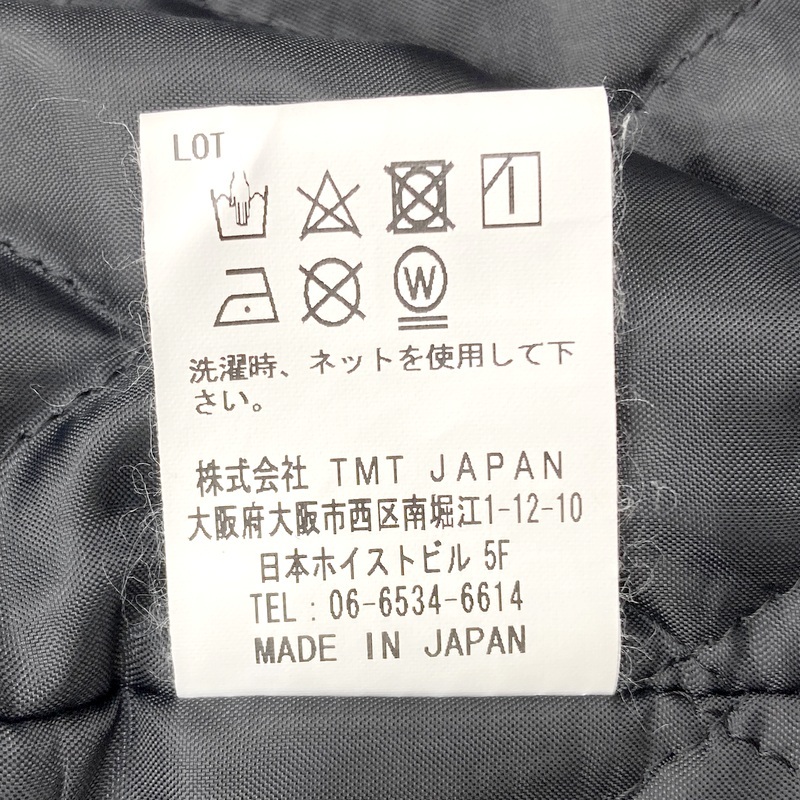 LOT
W
洗濯時、ネットを使用して下
さい。
株式会社 TMT JAPAN
大阪府大阪市西区南堀江1-12-10
日本ホイストビル 5F
TEL:06-6534-6614
MADE IN JAPAN